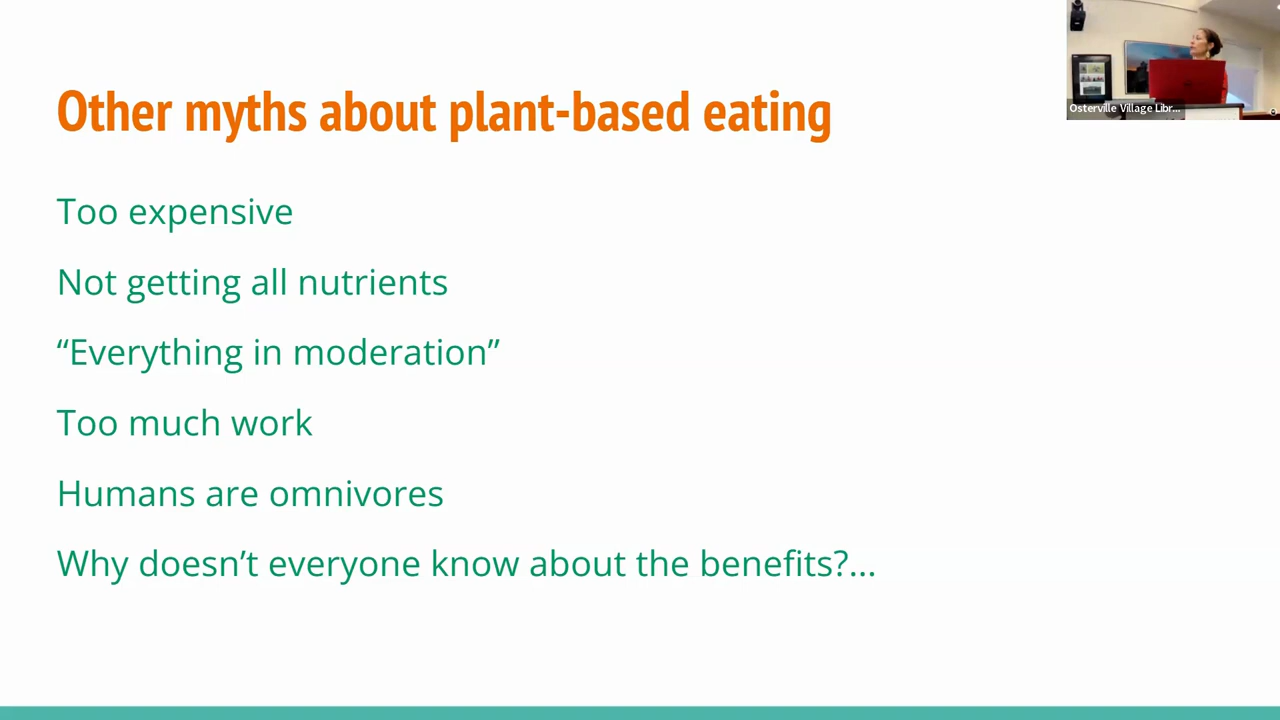 Other myths about plant-based eating
Too expensive
Not getting all nutrients
“Everything in moderation”
Too much work
Humans are omnivores
Why doesn’t everyone know about the benefits?...
Osterville Village Libr...